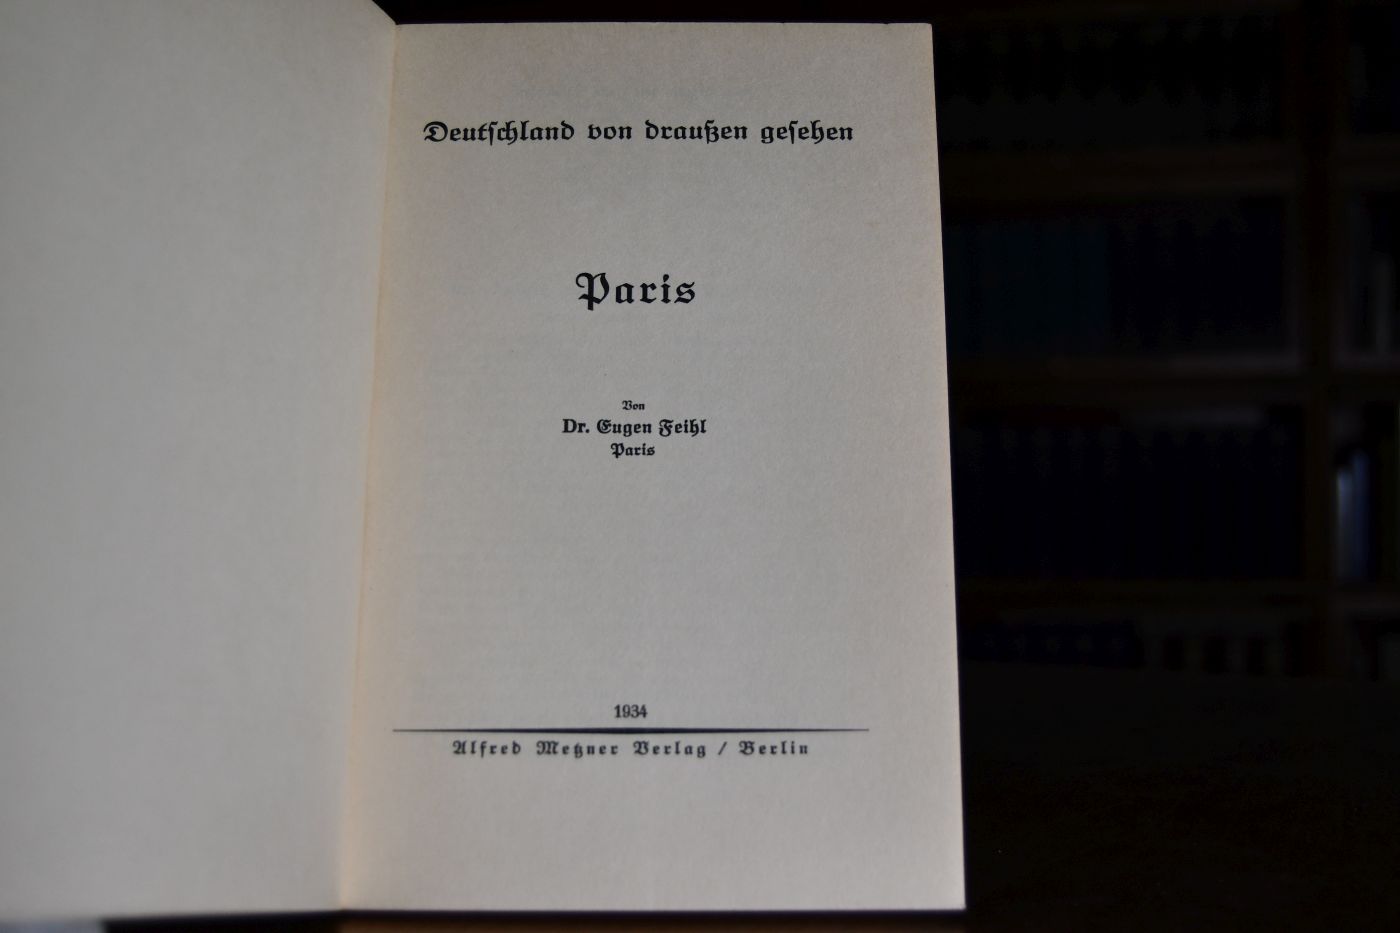 Deutschland von draußen gesehen
Paris
Von
Dr. Eugen Feihl
Paris
1934
Alfred Metzner Verlag / Berlin